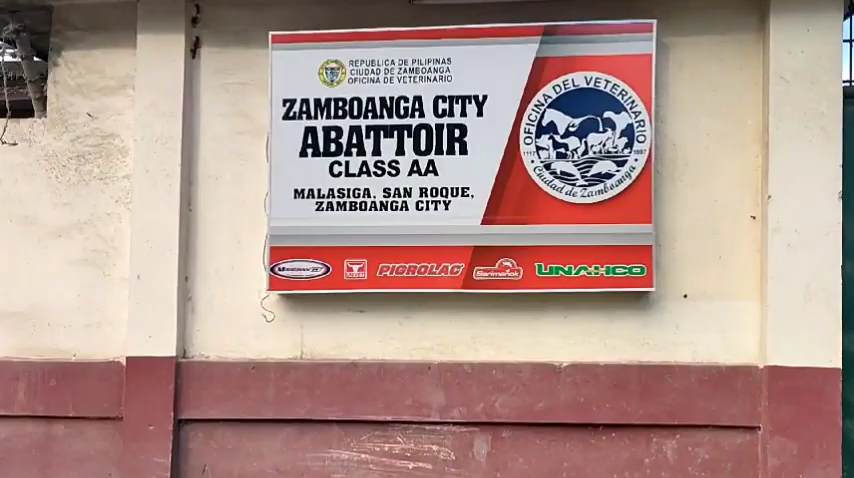 REPUBLICA DE PILIPINAS
CIUDAD DE ZAMBOANGA
OFICINA DE VETERINARIO
ZAMBOANGA CITY
ABATTOIR
CLASS AA
MALASIGA, SAN ROQUE,
ZAMBOANGA CITY
OFICINA DEL VETERINARIO
Ciudad de Zamboanga
PIGROLAC
Sarimanok
UNAHCO